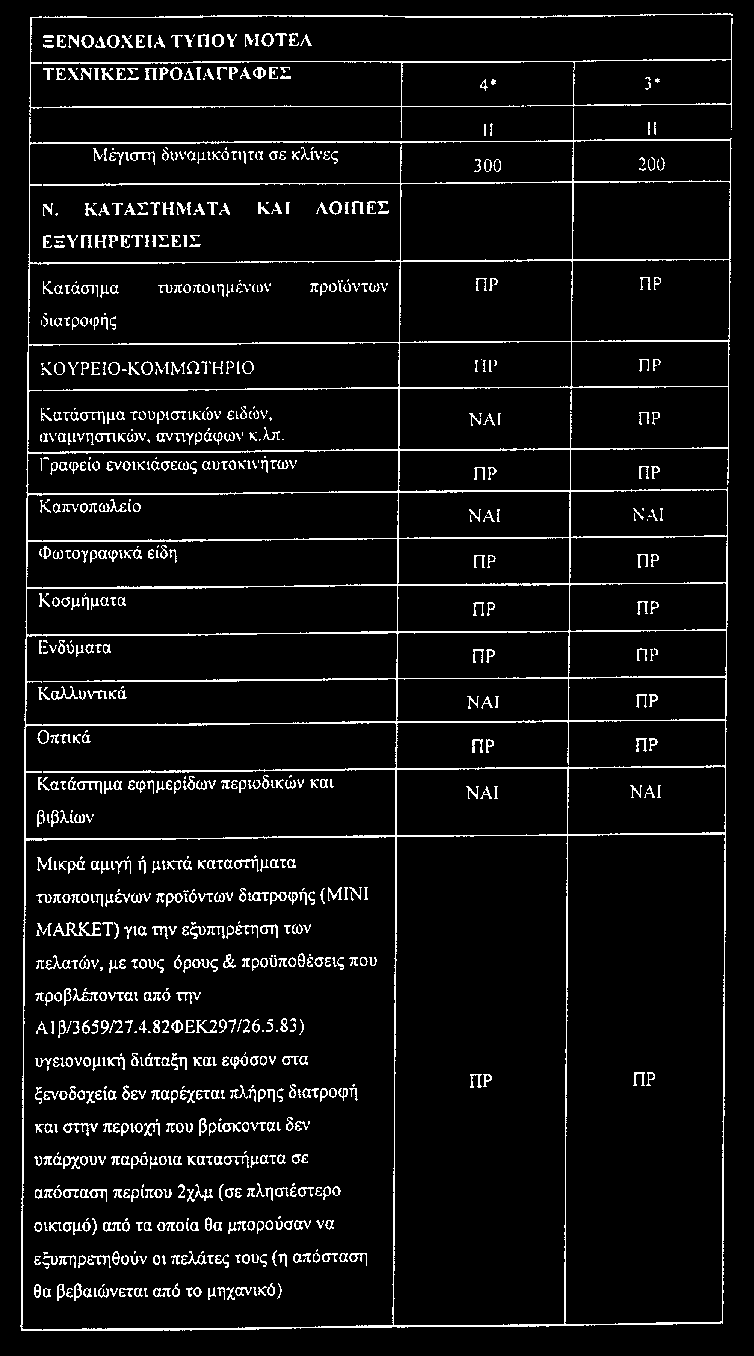 ΞΕΝΟΔΟΧΕΙΑ ΤΥΠΟΥ ΜΟΤΕΛ
ΤΕΧΝΙΚΕΣ ΠΡΟΔΙΑΓΡΑΦΕΣ 4* 3*
Π Π
Μέγιστη δυναμικότητα σε κλίνες 300 200
Ν. ΚΑΤΑΣΤΗΜΑΤΑ ΚΑΙ ΛΟΙΠΕΣ
ΕΞΥΠΗΡΕΤΗΣΕΙΣ
Κατάσημα τυποποιημένων προϊόντων ΠΡ ΠΡ
διατροφής
ΚΟΥΡΕΙΟ-ΚΟΜΜΩΤΗΡΙΟ ΠΡ ΠΡ
Κατάστημα τουριστικών ειδών, ΝΑΙ ΠΡ
αναμνηστικών, αντιγράφων κ.λπ.
Γραφείο ενοικιάσεως αυτοκινήτων ΠΡ ΠΡ
Καπνοπωλείο ΝΑΙ ΝΑΙ
Φωτογραφικά είδη ΠΡ ΠΡ
Κοσμήματα ΠΡ ΠΡ
Ενδύματα ΠΡ ΠΡ
Καλλυντικά ΝΑΙ ΠΡ
Οπτικά ΠΡ ΠΡ
Κατάστημα εφημερίδων περιοδικών και ΝΑΙ ΝΑΙ
βιβλίων
Μικρά αμιγή ή μικτά καταστήματα
τυποποιημένων προϊόντων διατροφής (MINI
MARKET) για την εξυπηρέτηση των
πελατών, με τους όρους & προϋποθέσεις που
προβλέπονται από την
Α1β/3659/27.4.82ΦΕΚ297/26.5.83)
υγειονομική διάταξη και εφόσον στα
ξενοδοχεία δεν παρέχεται πλήρης διατροφή ΠΡ ΠΡ
και στην περιοχή που βρίσκονται δεν
υπάρχουν παρόμοια καταστήματα σε
απόσταση περίπου 2χλμ (σε πλησιέστερο
οικισμό) από τα οποία θα μπορούσαν να
εξυπηρετηθούν οι πελάτες τους (η απόσταση
θα βεβαιώνεται από το μηχανικό)